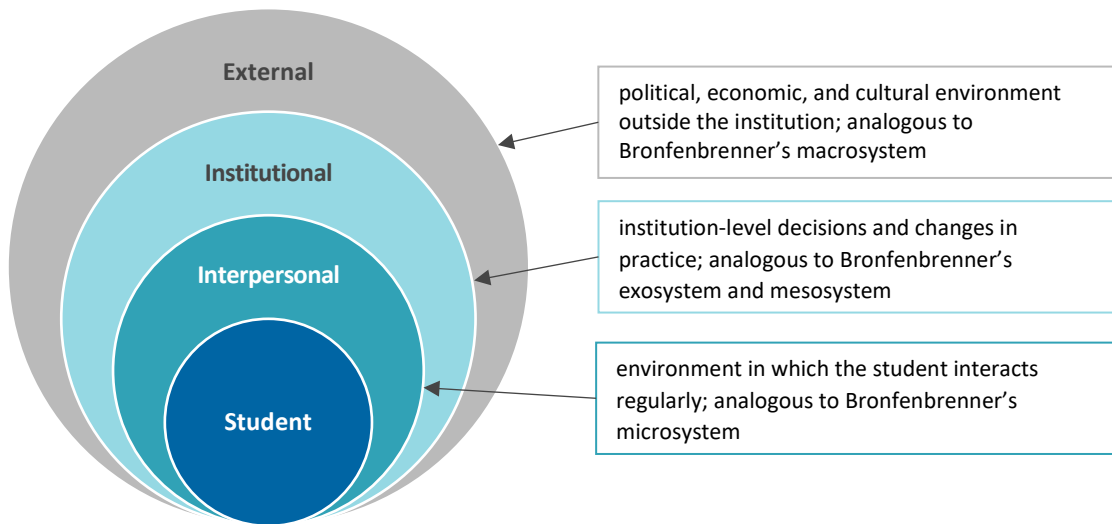 External
Institutional
Interpersonal
Student
political, economic, and cultural environment
outside the institution; analogous to
Bronfenbrenner’s macrosystem
institution-level decisions and changes in
practice; analogous to Bronfenbrenner’s
exosystem and mesosystem
environment in which the student interacts
regularly; analogous to Bronfenbrenner’s
microsystem